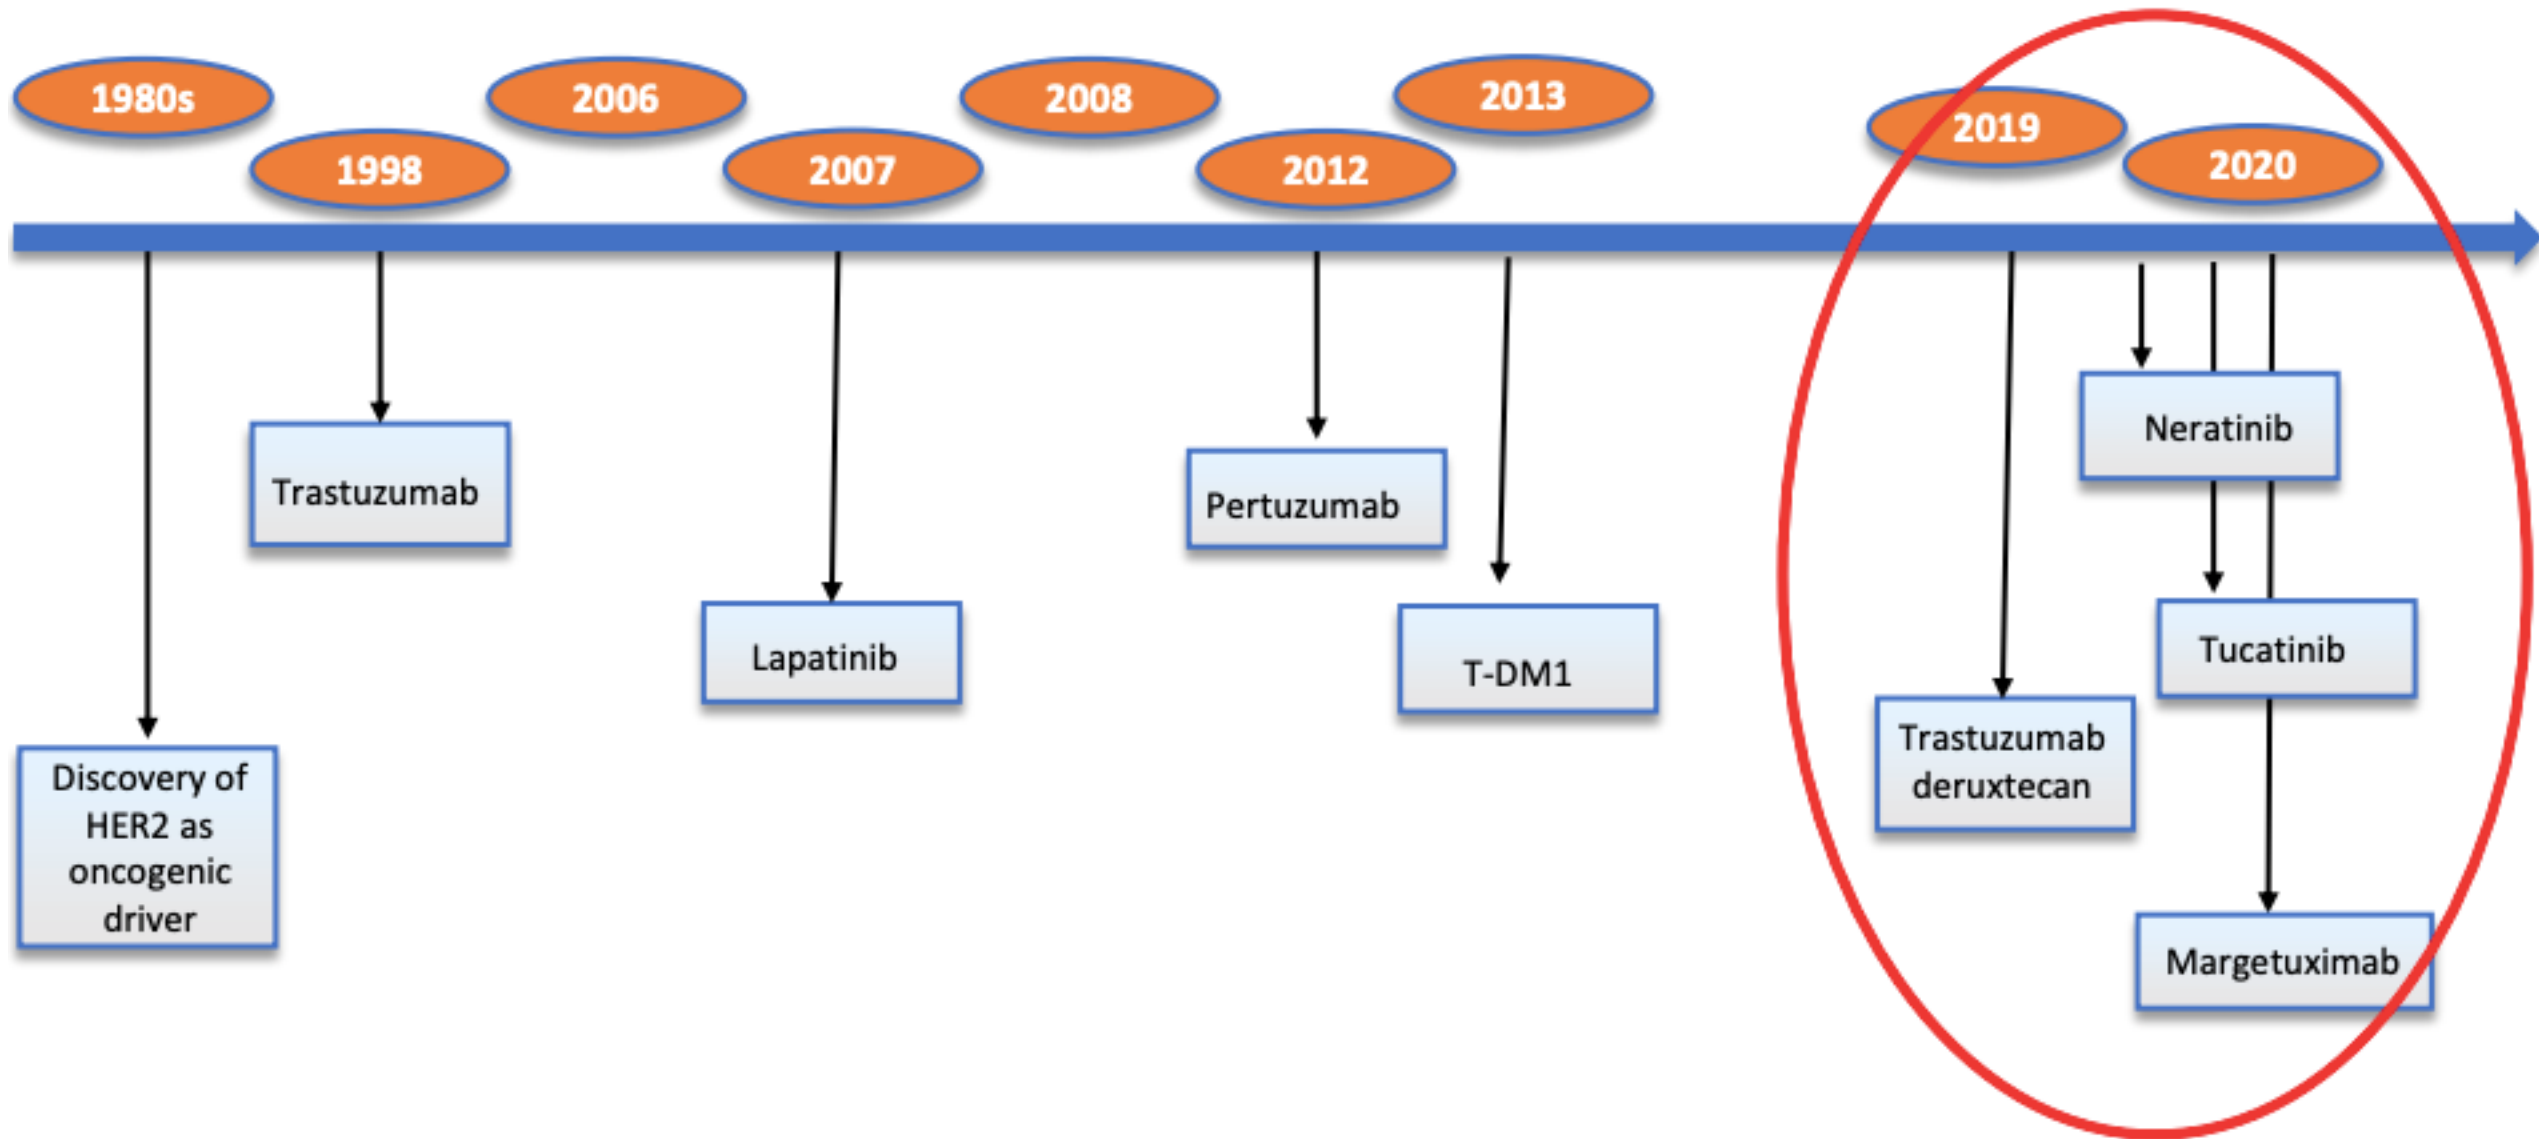 1980s
1998
2006
2007
2008
2012
2013
2019
2020
Trastuzumab
Lapatinib
Pertuzumab
T-DM1
Neratinib
Tucatinib
Trastuzumab
deruxtecan
Margetuximab
Discovery of
HER2 as
oncogenic
driver